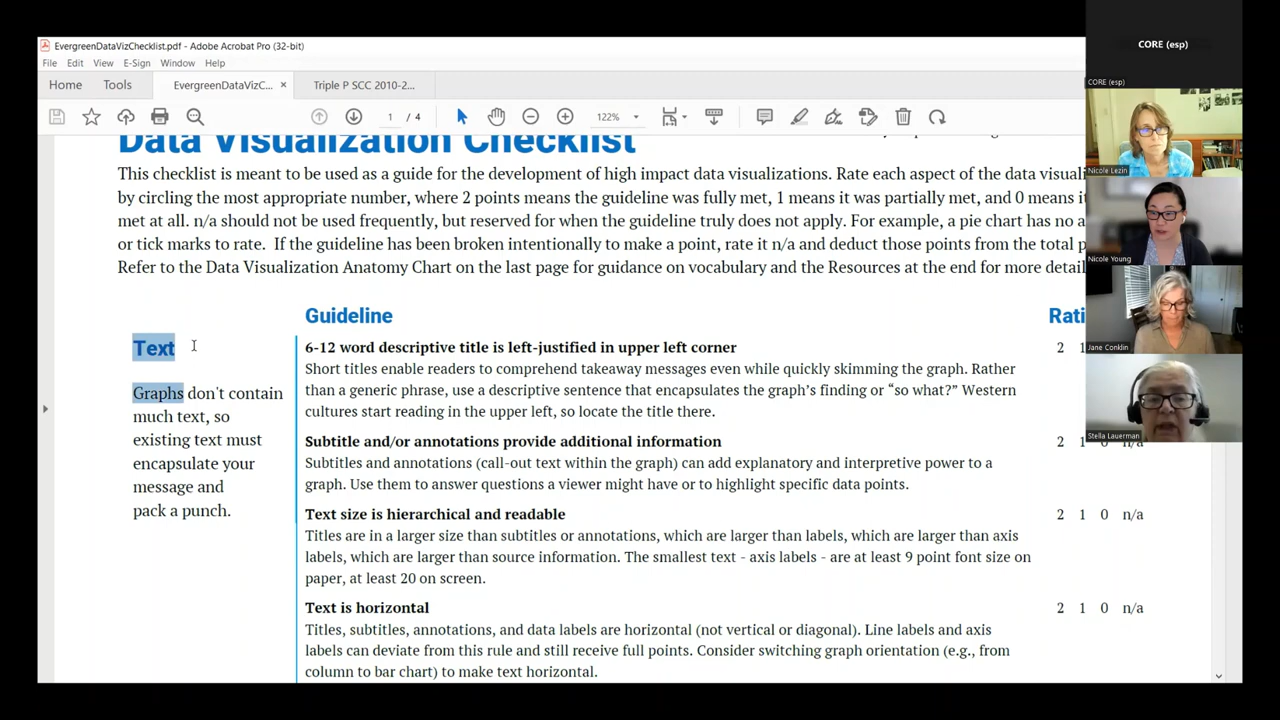 EvergreenDataVizChecklist.pdf - Adobe Acrobat Pro (32-bit)
File Edit View E-Sign Window Help
Home Tools EvergreenDataVizC... × Triple P SCC 2010-2...
1 / 4 122%
Data Visualization Checklist
This checklist is meant to be used as a guide for the development of high impact data visualizations. Rate each aspect of the data visuali
by circling the most appropriate number, where 2 points means the guideline was fully met, 1 means it was partially met, and 0 means it
met at all. n/a should not be used frequently, but reserved for when the guideline truly does not apply. For example, a pie chart has no a
or tick marks to rate. If the guideline has been broken intentionally to make a point, rate it n/a and deduct those points from the total p
Refer to the Data Visualization Anatomy Chart on the last page for guidance on vocabulary and the Resources at the end for more detail
Guideline Rati
Text
Graphs don't contain
much text, so
existing text must
encapsulate your
message and
pack a punch.
6-12 word descriptive title is left-justified in upper left corner 2 1
Short titles enable readers to comprehend takeaway messages even while quickly skimming the graph. Rather
than a generic phrase, use a descriptive sentence that encapsulates the graph's finding or “so what?” Western
cultures start reading in the upper left, so locate the title there.
Subtitle and/or annotations provide additional information 2 1 0 n/a
Subtitles and annotations (call-out text within the graph) can add explanatory and interpretive power to a
graph. Use them to answer questions a viewer might have or to highlight specific data points.
Text size is hierarchical and readable 2 1 0 n/a
Titles are in a larger size than subtitles or annotations, which are larger than labels, which are larger than axis
labels, which are larger than source information. The smallest text - axis labels - are at least 9 point font size on
paper, at least 20 on screen.
Text is horizontal 2 1 0 n/a
Titles, subtitles, annotations, and data labels are horizontal (not vertical or diagonal). Line labels and axis
labels can deviate from this rule and still receive full points. Consider switching graph orientation (e.g., from
column to bar chart) to make text horizontal.
CORE (esp)
CORE (esp)
Nicole Lezin
Nicole Young
Jane Conklin
Stella Lauerman